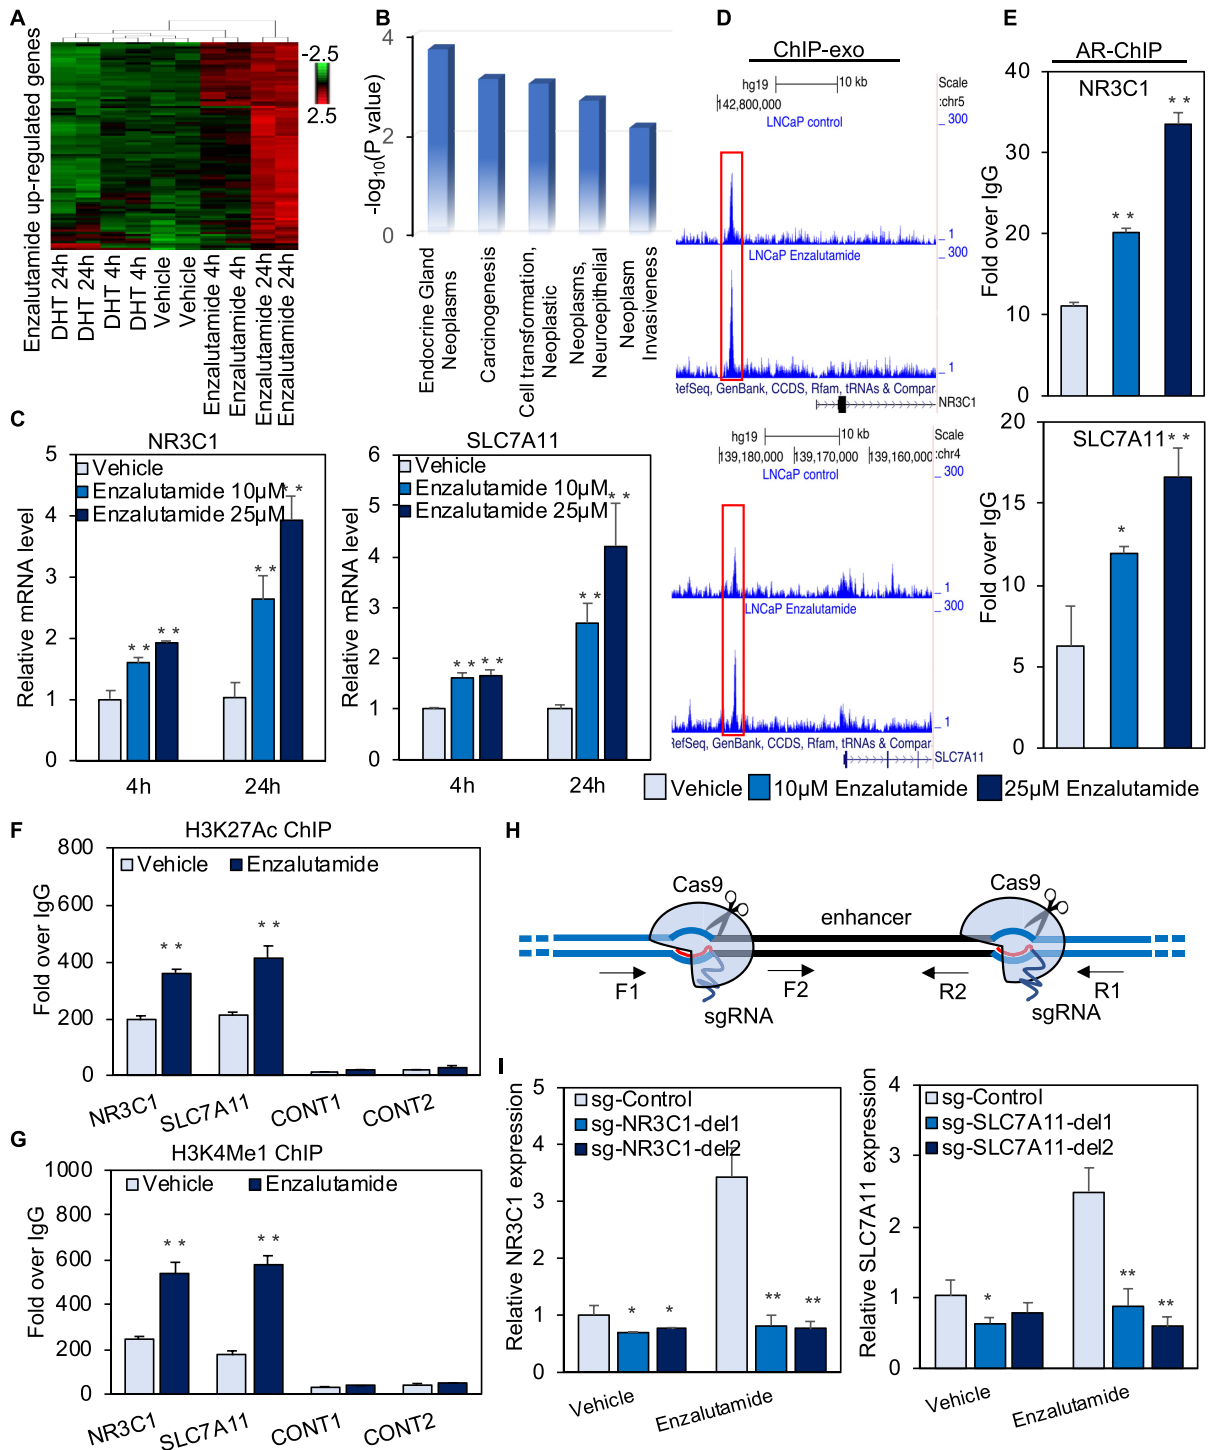 A
Enzalutamide up-regulated genes
-2.5
2.5
DHT 24h
DHT 24h
DHT 4h
DHT 4h
Vehicle
Vehicle
Enzalutamide 4h
Enzalutamide 4h
Enzalutamide 24h
Enzalutamide 24h
B
-log10(P value)
4
2
0
Endocrine Gland
Neoplasms
Carcinogenesis
Cell transformation,
Neoplastic
Neoplasms,
Neuroepithelial
Neoplasm
Invasiveness
C
NR3C1
Relative mRNA level
5
4
3
2
1
0
Vehicle
Enzalutamide 10µM
Enzalutamide 25µM
* *
* *
* *
* *
4h
24h
SLC7A11
Relative mRNA level
6
5
4
3
2
1
0
Vehicle
Enzalutamide 10µM
Enzalutamide 25µM
* *
* *
* *
* *
4h
24h
D
ChIP-exo
hg19
10 kb
Scale
142,800,000
:chr5
LNCaP control
300
1
LNCaP Enzalutamide
300
1
RefSeq, GenBank, CCDS, Rfam, tRNAs & Compar
NR3C1
hg19
10 kb
Scale
139,180,000
139,170,000
139,160,000
:chr4
LNCaP control
300
1
LNCaP Enzalutamide
300
1
RefSeq, GenBank, CCDS, Rfam, tRNAs & Compar
SLC7A11
E
AR-ChIP
NR3C1
Fold over IgG
40
30
20
10
0
* *
* *
SLC7A11
Fold over IgG
20
15
10
5
0
*
* *
Vehicle
10µM Enzalutamide
25µM Enzalutamide
F
H3K27Ac ChIP
Fold over IgG
800
600
400
200
0
Vehicle
Enzalutamide
* *
* *
NR3C1
SLC7A11
CONT1
CONT2
G
H3K4Me1 ChIP
Fold over IgG
1000
800
600
400
200
0
Vehicle
Enzalutamide
* *
* *
NR3C1
SLC7A11
CONT1
CONT2
H
Cas9
enhancer
Cas9
F1
F2
R2
R1
sgRNA
sgRNA
I
Relative NR3C1 expression
5
4
3
2
1
0
sg-Control
sg-NR3C1-del1
sg-NR3C1-del2
*
*
**
**
Vehicle
Enzalutamide
Relative SLC7A11 expression
4
3
2
1
0
sg-Control
sg-SLC7A11-del1
sg-SLC7A11-del2
*
**
**
Vehicle
Enzalutamide